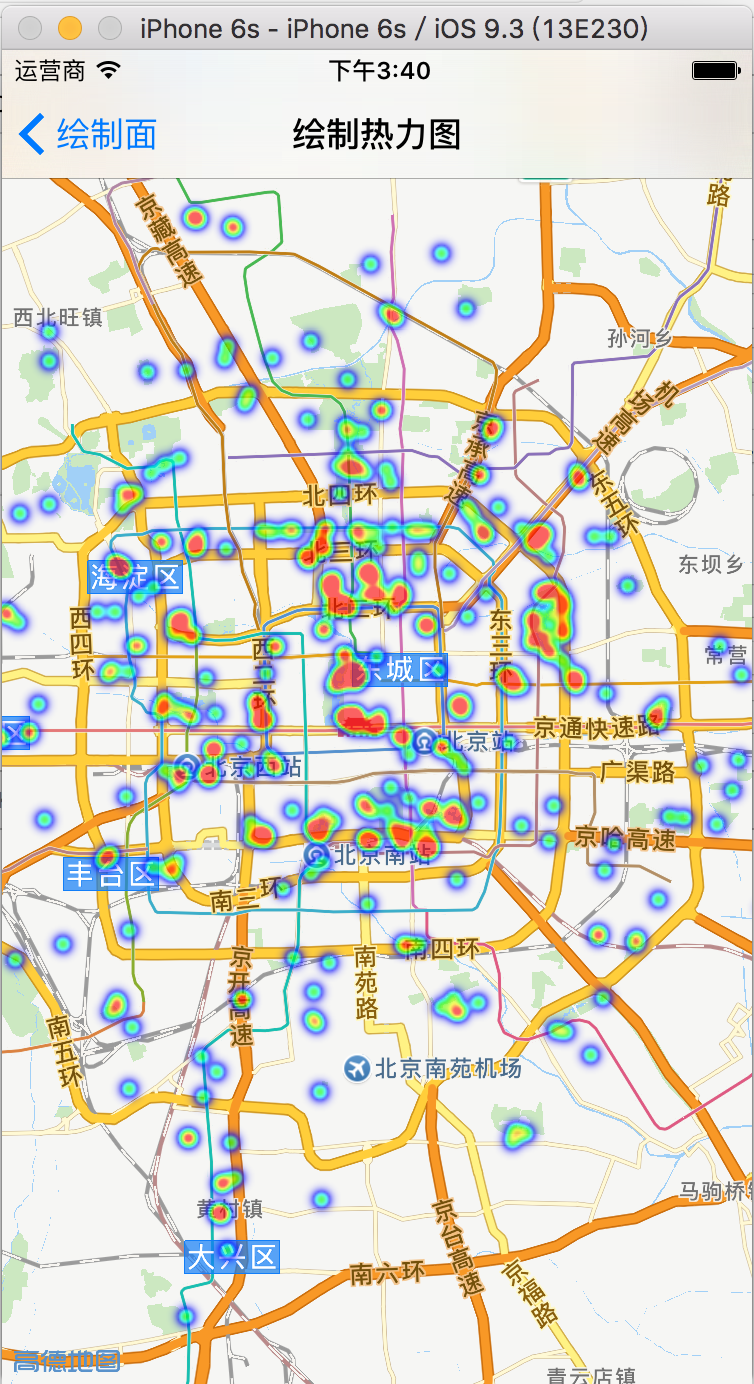 iPhone 6s - iPhone 6s / iOS 9.3 (13E230)
运营商 下午3:40
绘制面 绘制热力图
路
京藏高速
西北旺镇
孙河乡
机场高速
京承高速
北四环
东五环
北三环
海淀区
东坝乡
北二环
西四环
东三环
西二环
东城区
常营
区
京通快速路
北京站
北京西站
广渠路
京哈高速
北京南站
丰台区
南三环
南四环
京开高速
南苑路
南五环
北京南苑机场
马驹桥镇
黄村镇
京台高速
大兴区
南六环
京福路
高德地图
青云店镇